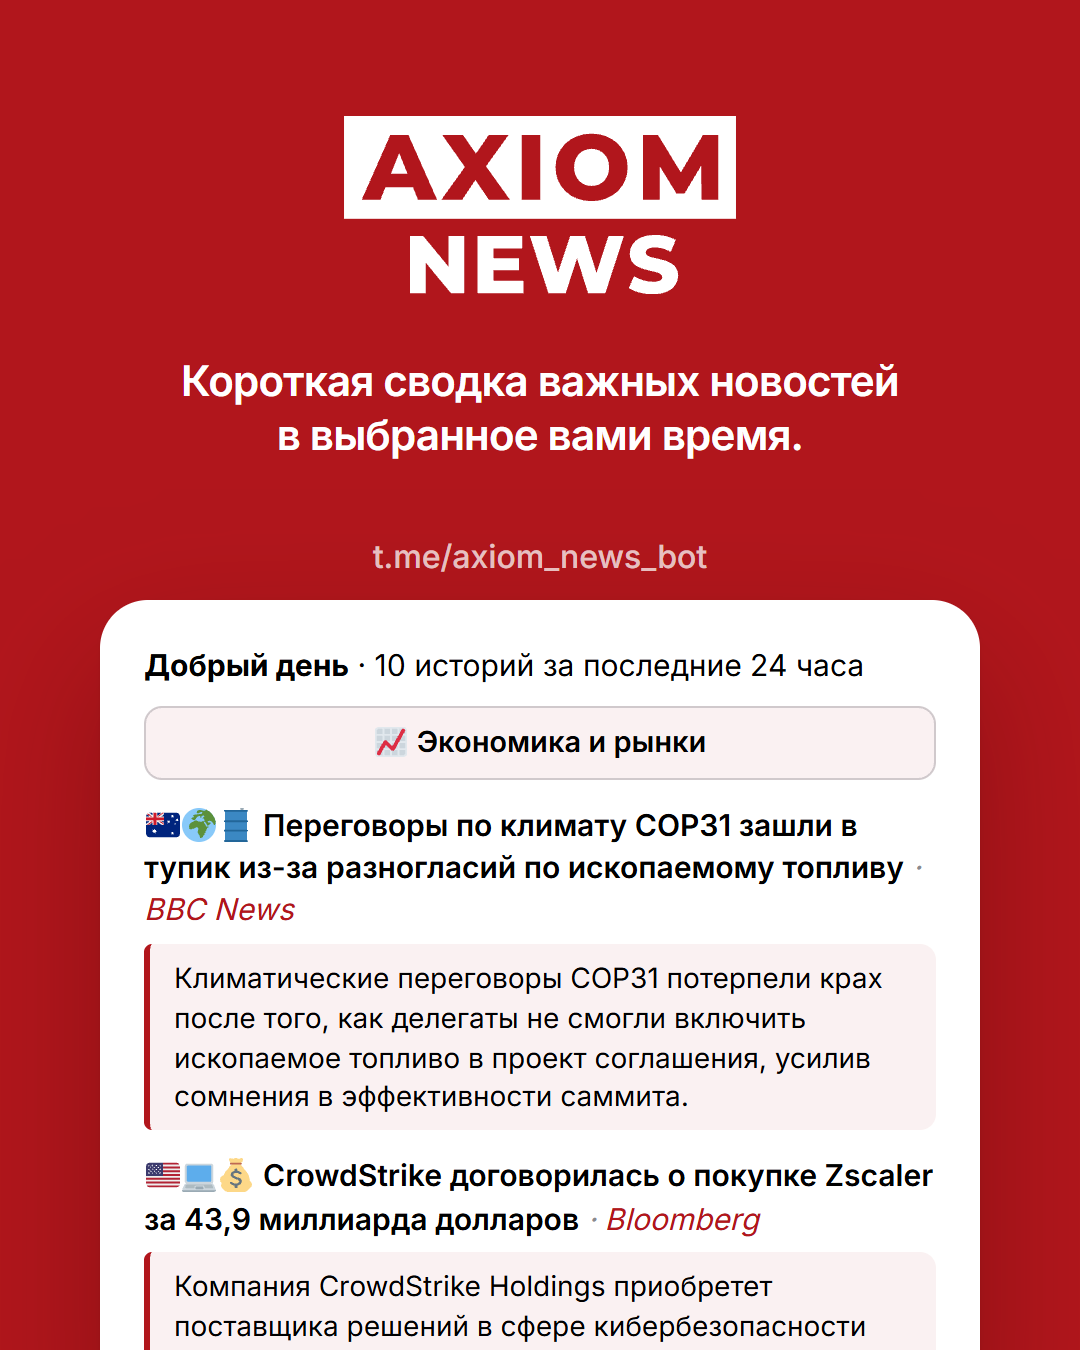 AXIOM
NEWS
Короткая сводка важных новостей
в выбранное вами время.
t.me/axiom_news_bot
Добрый день · 10 историй за последние 24 часа
📈 Экономика и рынки
🇦🇺🌍🛢️ Переговоры по климату COP31 зашли в
тупик из-за разногласий по ископаемому топливу ·
BBC News
Климатические переговоры COP31 потерпели крах
после того, как делегаты не смогли включить
ископаемое топливо в проект соглашения, усилив
сомнения в эффективности саммита.
🇺🇸💻💰 CrowdStrike договорилась о покупке Zscaler
за 43,9 миллиарда долларов · Bloomberg
Компания CrowdStrike Holdings приобретет
поставщика решений в сфере кибербезопасности